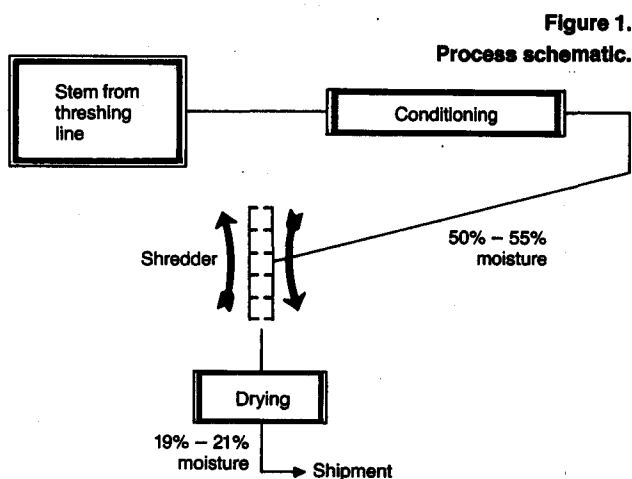 Figure 1.
Process schematic.
Stem from
threshing
line
Conditioning
50% – 55%
moisture
Shredder
Drying
19% – 21%
moisture
Shipment